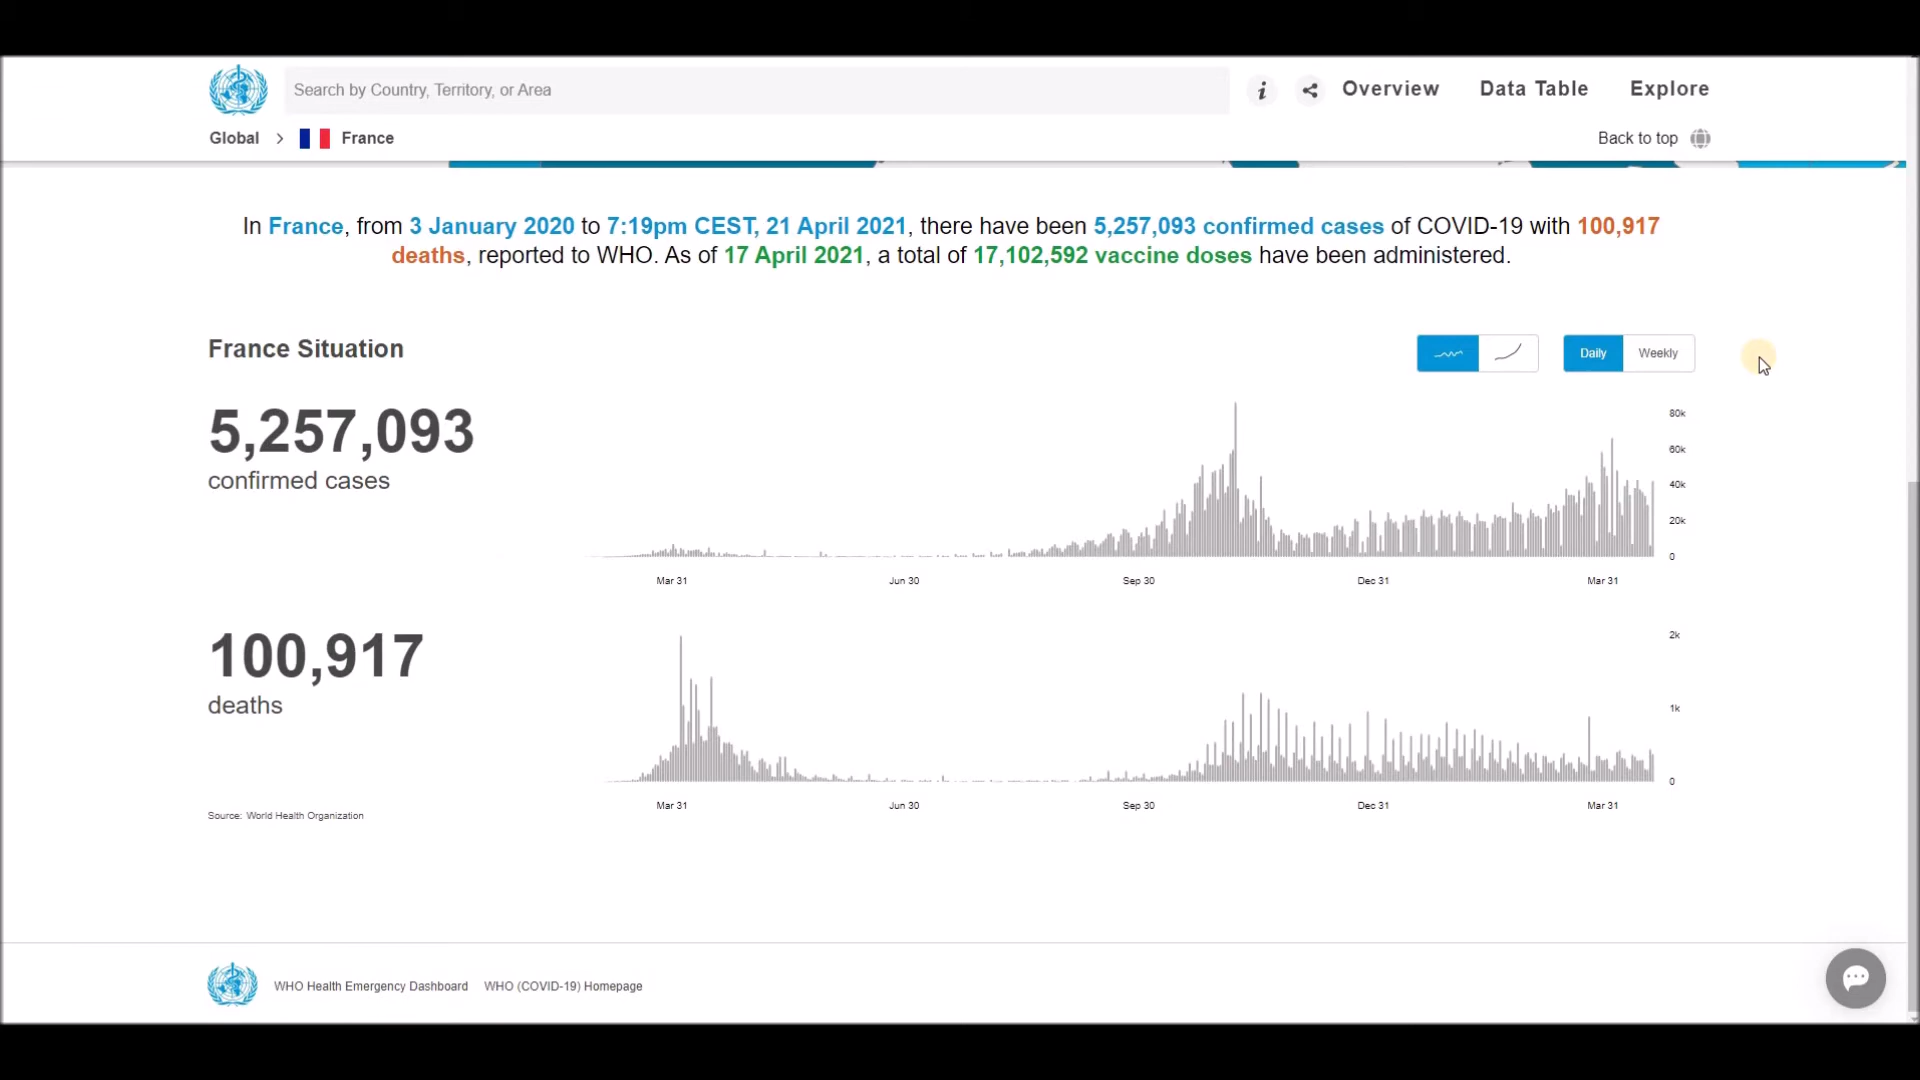 Search by Country, Territory, or Area
i
Overview
Data Table
Explore
Global > France
Back to top
In France, from 3 January 2020 to 7:19pm CEST, 21 April 2021, there have been 5,257,093 confirmed cases of COVID-19 with 100,917
deaths, reported to WHO. As of 17 April 2021, a total of 17,102,592 vaccine doses have been administered.
France Situation
Daily
Weekly
5,257,093
confirmed cases
80k
60k
40k
20k
0
Mar 31
Jun 30
Sep 30
Dec 31
Mar 31
100,917
deaths
2k
1k
0
Mar 31
Jun 30
Sep 30
Dec 31
Mar 31
Source: World Health Organization
WHO Health Emergency Dashboard
WHO (COVID-19) Homepage